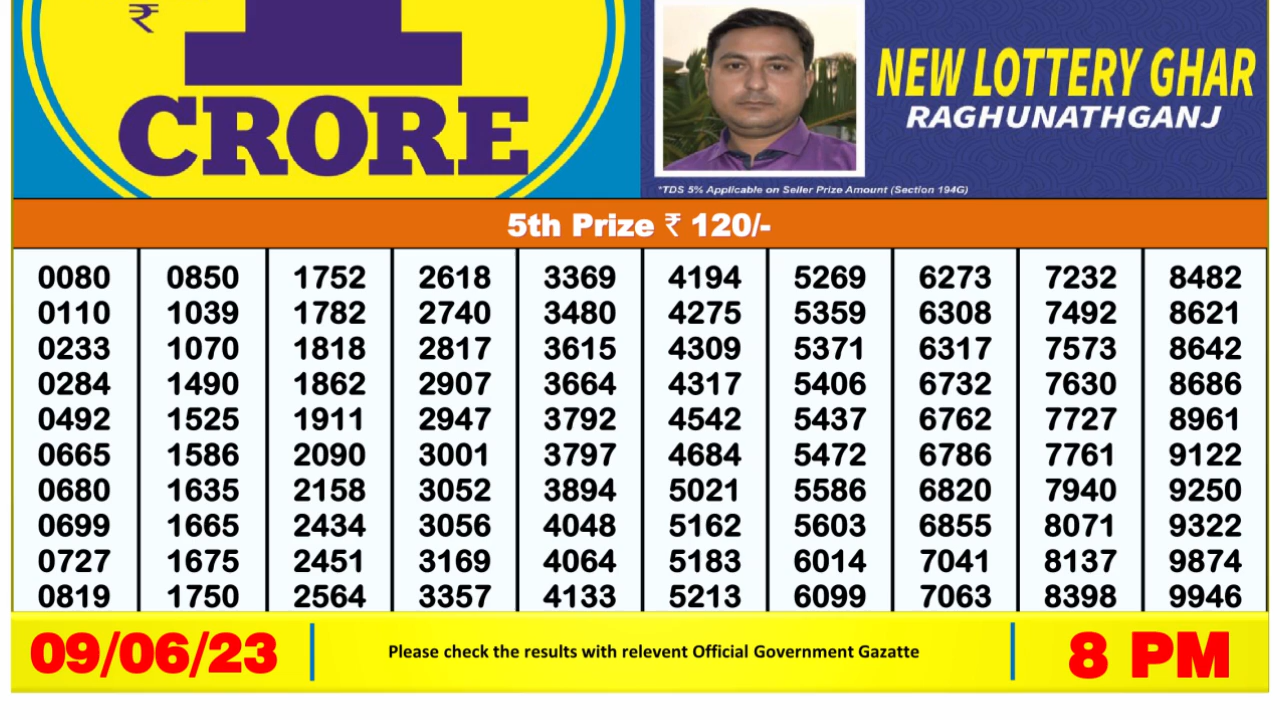 ₹
1
CRORE
NEW LOTTERY GHAR
RAGHUNATHGANJ
*TDS 5% Applicable on Seller Prize Amount (Section 194G)
5th Prize ₹ 120/-
0080 0850 1752 2618 3369 4194 5269 6273 7232 8482
0110 1039 1782 2740 3480 4275 5359 6308 7492 8621
0233 1070 1818 2817 3615 4309 5371 6317 7573 8642
0284 1490 1862 2907 3664 4317 5406 6732 7630 8686
0492 1525 1911 2947 3792 4542 5437 6762 7727 8961
0665 1586 2090 3001 3797 4684 5472 6786 7761 9122
0680 1635 2158 3052 3894 5021 5586 6820 7940 9250
0699 1665 2434 3056 4048 5162 5603 6855 8071 9322
0727 1675 2451 3169 4064 5183 6014 7041 8137 9874
0819 1750 2564 3357 4133 5213 6099 7063 8398 9946
09/06/23 Please check the results with relevent Official Government Gazatte 8 PM